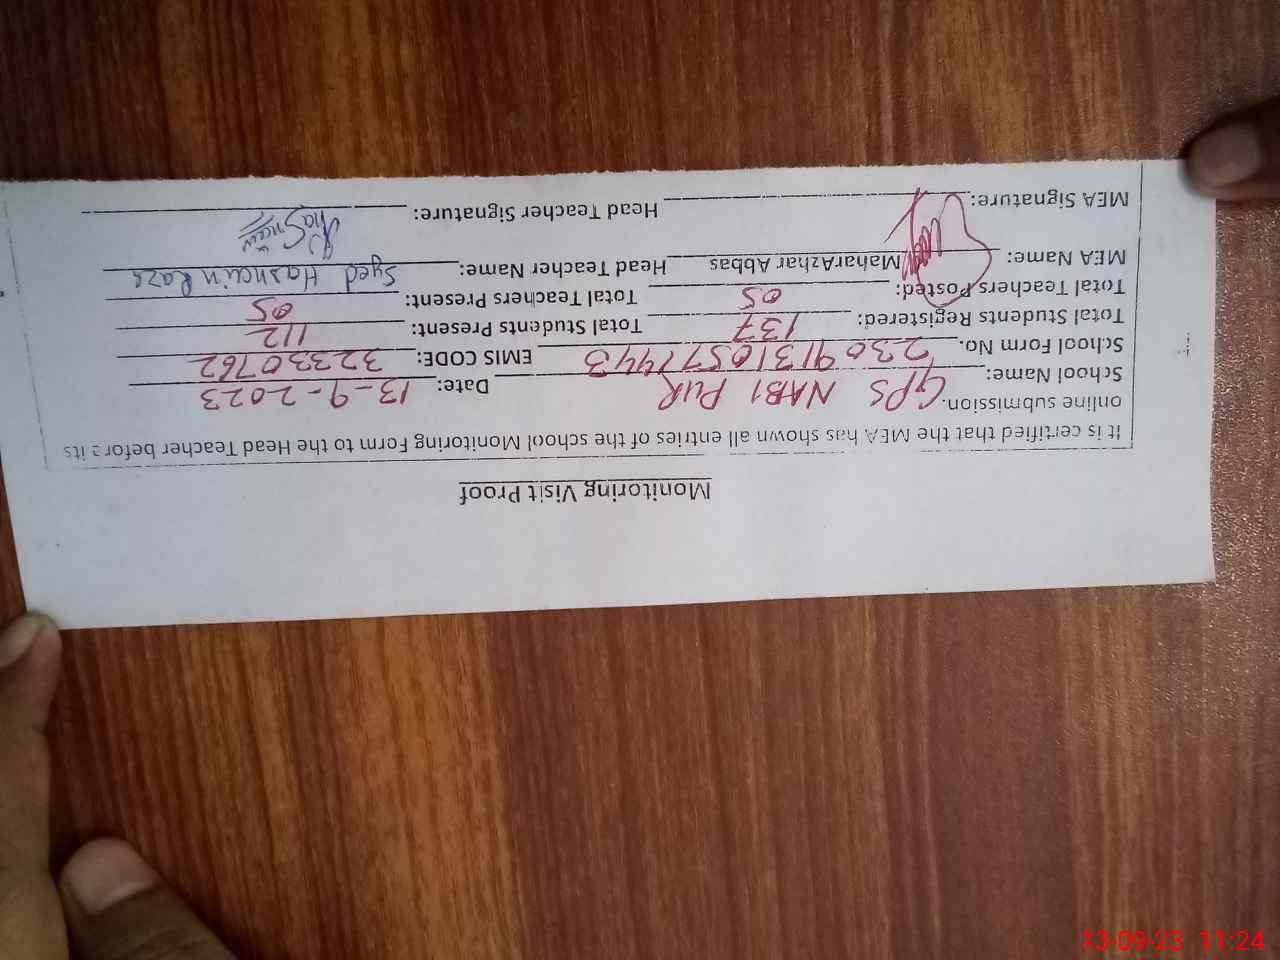 Monitoring Visit Proof
It is certified that the MEA has shown all entries of the school Monitoring Form to the Head Teacher before its
online submission.
School Name: GPS NABI PUR Date: 13-9-2023
School Form No. 2309131057443 EMIS CODE: 32330762
Total Students Registered: 137 Total Students Present: 112
Total Teachers Posted: 05 Total Teachers Present: 05
MEA Name: MaharAzhar Abbas Head Teacher Name: Syed Hasnain Raza
MEA Signature: Head Teacher Signature: Hasnain
13-09-23 11:24